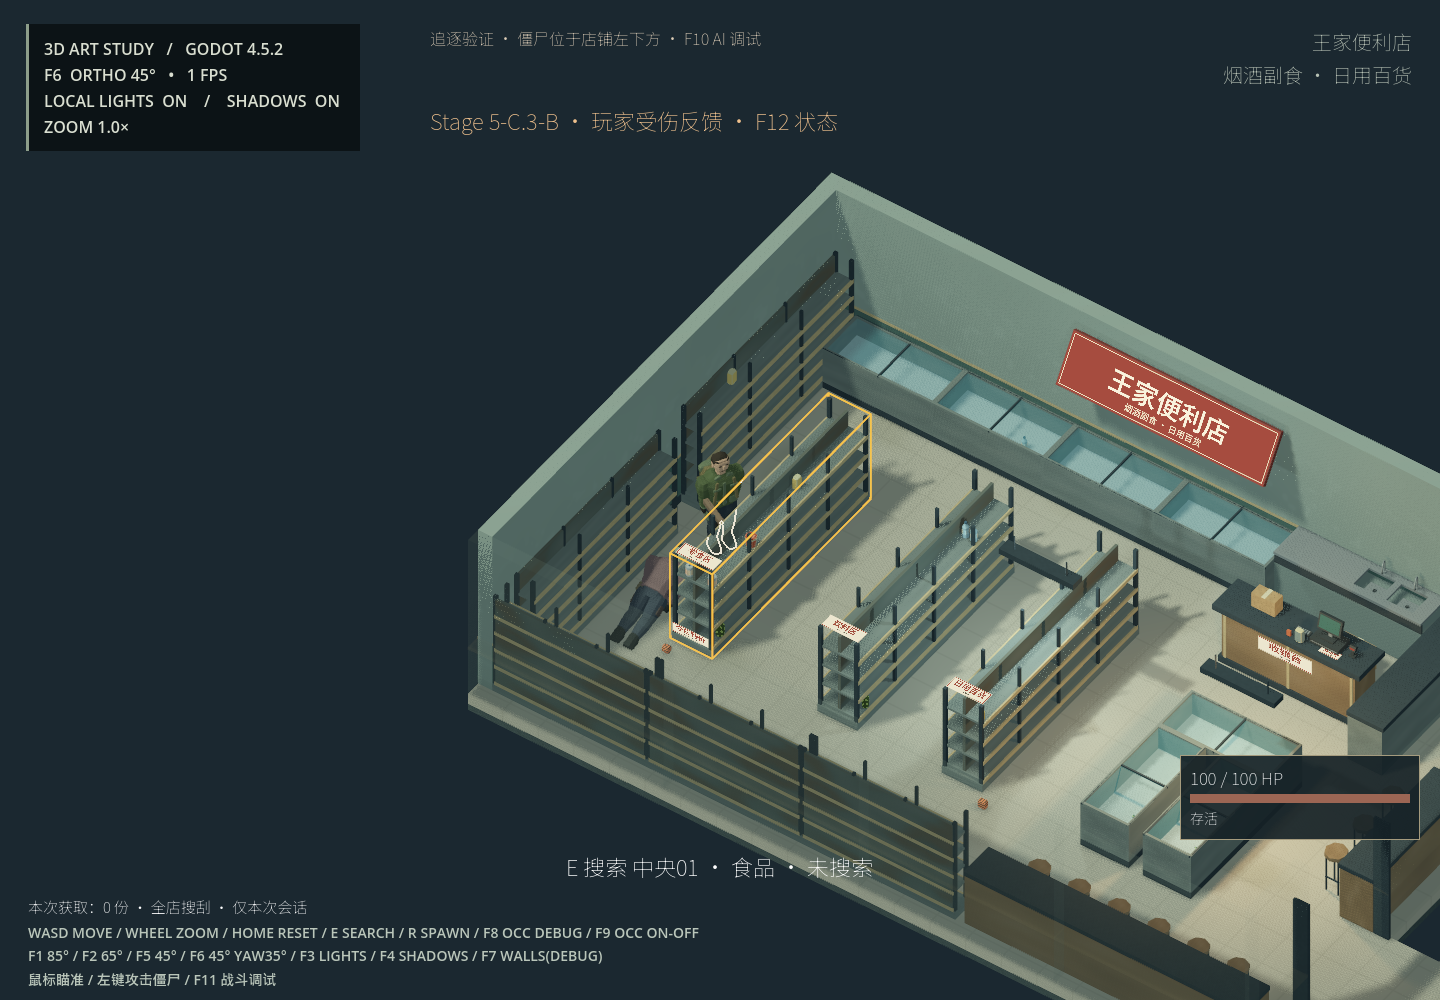 3D ART STUDY / GODOT 4.5.2
F6 ORTHO 45° • 1 FPS
LOCAL LIGHTS ON / SHADOWS ON
ZOOM 1.0×
追逐验证 · 僵尸位于店铺左下方 · F10 AI 调试
Stage 5-C.3-B · 玩家受伤反馈 · F12 状态
王家便利店
烟酒副食 · 日用百货
王家便利店
烟酒副食 · 日用百货
收银台
100 / 100 HP
存活
E 搜索 中央01 · 食品 · 未搜索
本次获取：0 份 · 全店搜刮 · 仅本次会话
WASD MOVE / WHEEL ZOOM / HOME RESET / E SEARCH / R SPAWN / F8 OCC DEBUG / F9 OCC ON-OFF
F1 85° / F2 65° / F5 45° / F6 45° YAW35° / F3 LIGHTS / F4 SHADOWS / F7 WALLS(DEBUG)
鼠标瞄准 / 左键攻击僵尸 / F11 战斗调试